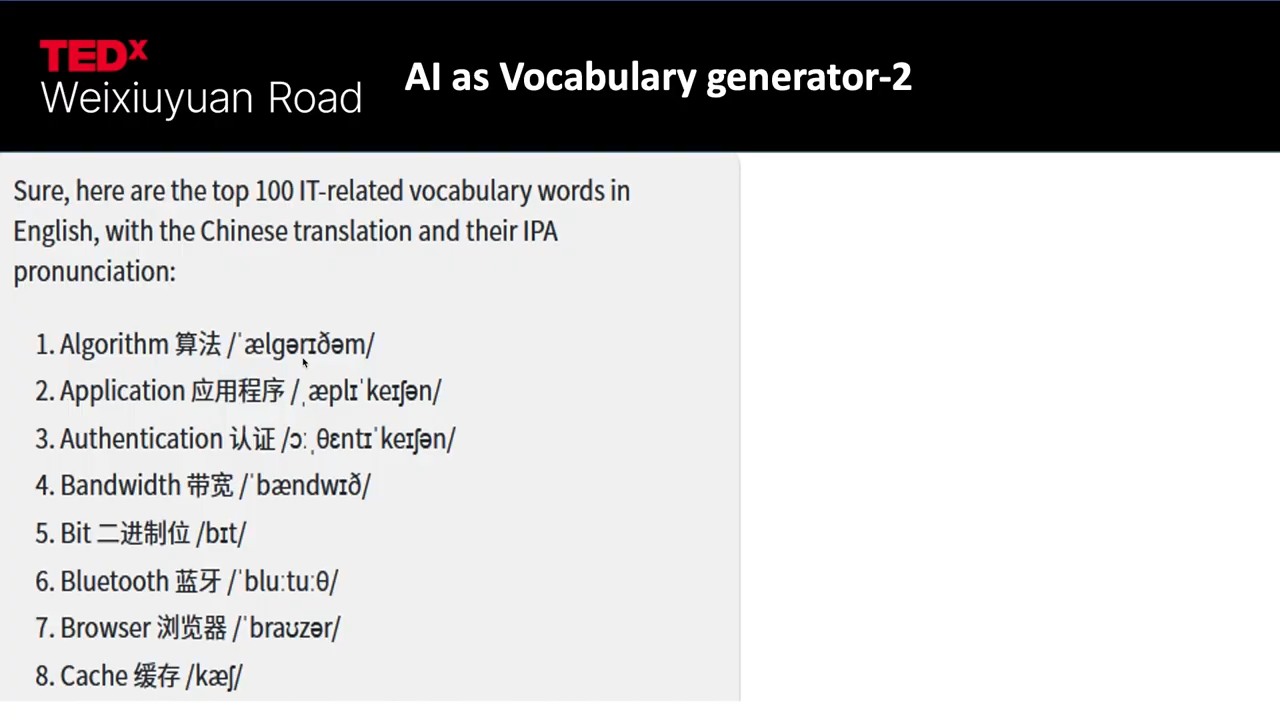 TEDx
Weixiuyuan Road
AI as Vocabulary generator-2
Sure, here are the top 100 IT-related vocabulary words in
English, with the Chinese translation and their IPA
pronunciation:
1. Algorithm 算法 /ˈælɡərɪðəm/
2. Application 应用程序 /ˌæplɪˈkeɪʃən/
3. Authentication 认证 /ɔːˌθɛntɪˈkeɪʃən/
4. Bandwidth 带宽 /ˈbændwɪð/
5. Bit 二进制位 /bɪt/
6. Bluetooth 蓝牙 /ˈbluːtuːθ/
7. Browser 浏览器 /ˈbraʊzər/
8. Cache 缓存 /kæʃ/